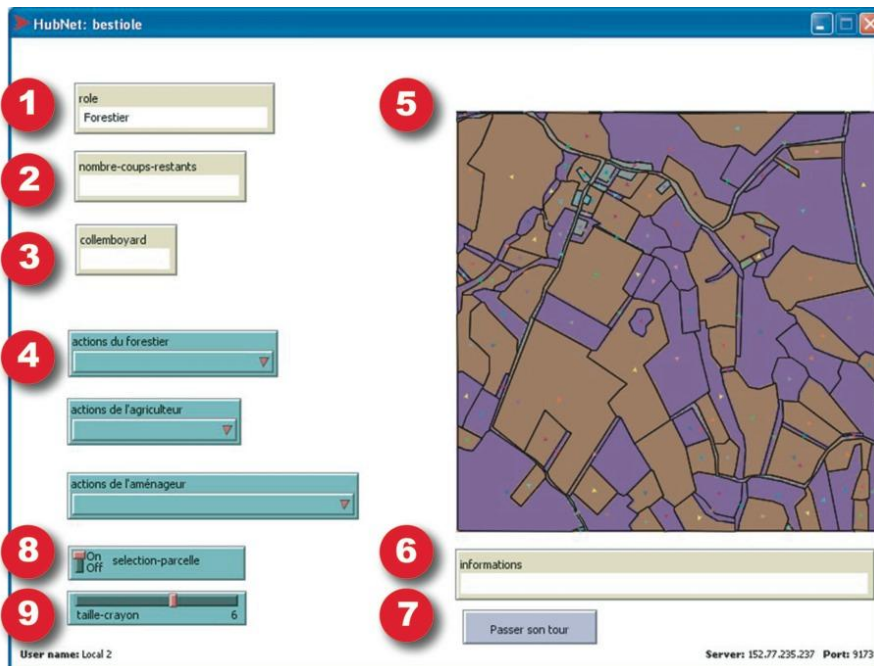 HubNet: bestiole
1
role
Forestier
2
nombre-coups-restants
3
collemboyard
4
actions du forestier
actions de l'agriculteur
actions de l'aménageur
8
On
Off
selection-parcelle
9
taille-crayon 6
5
6
informations
7
Passer son tour
User name: Local 2
Server: 152.77.235.237 Port: 9173